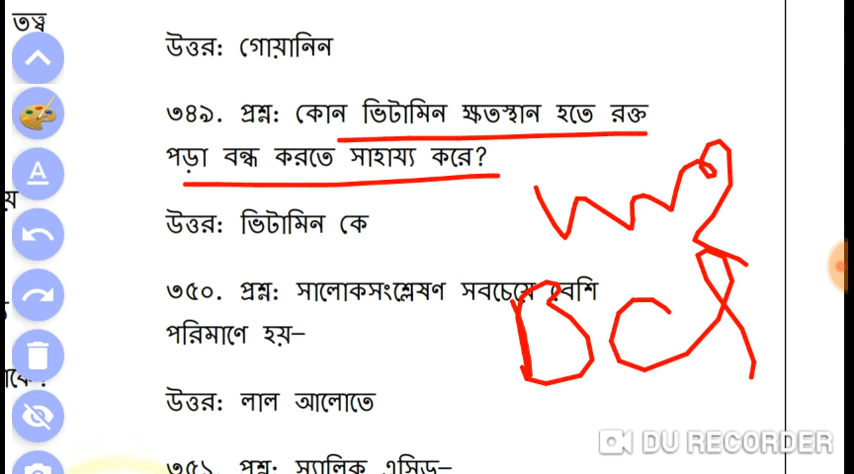 তত্ব
উত্তর: গোয়ানিন
৩৪৯. প্রশ্ন: কোন ভিটামিন ক্ষতস্থান হতে রক্ত
পড়া বন্ধ করতে সাহায্য করে?
উত্তর: ভিটামিন কে
৩৫০. প্রশ্ন: সালোকসংশ্লেষণ সবচেয়ে বেশি
পরিমাণে হয়–
উত্তর: লাল আলোতে
৩৫১. প্রশ্ন: স্যালিক এসিড–
A
DU RECORDER